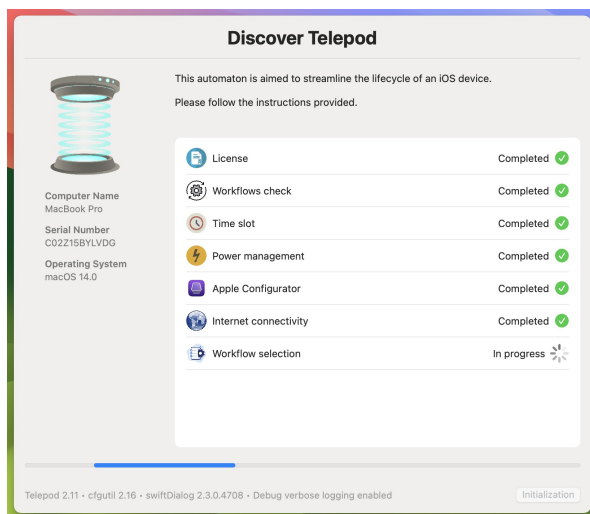 Discover Telepod
This automaton is aimed to streamline the lifecycle of an iOS device.
Please follow the instructions provided.
License Completed
Workflows check Completed
Time slot Completed
Power management Completed
Apple Configurator Completed
Internet connectivity Completed
Workflow selection In progress
Computer Name
MacBook Pro
Serial Number
C02Z15BYLVDG
Operating System
macOS 14.0
Telepod 2.11 • cfgutil 2.16 • swiftDialog 2.3.0.4708 • Debug verbose logging enabled
Initialization